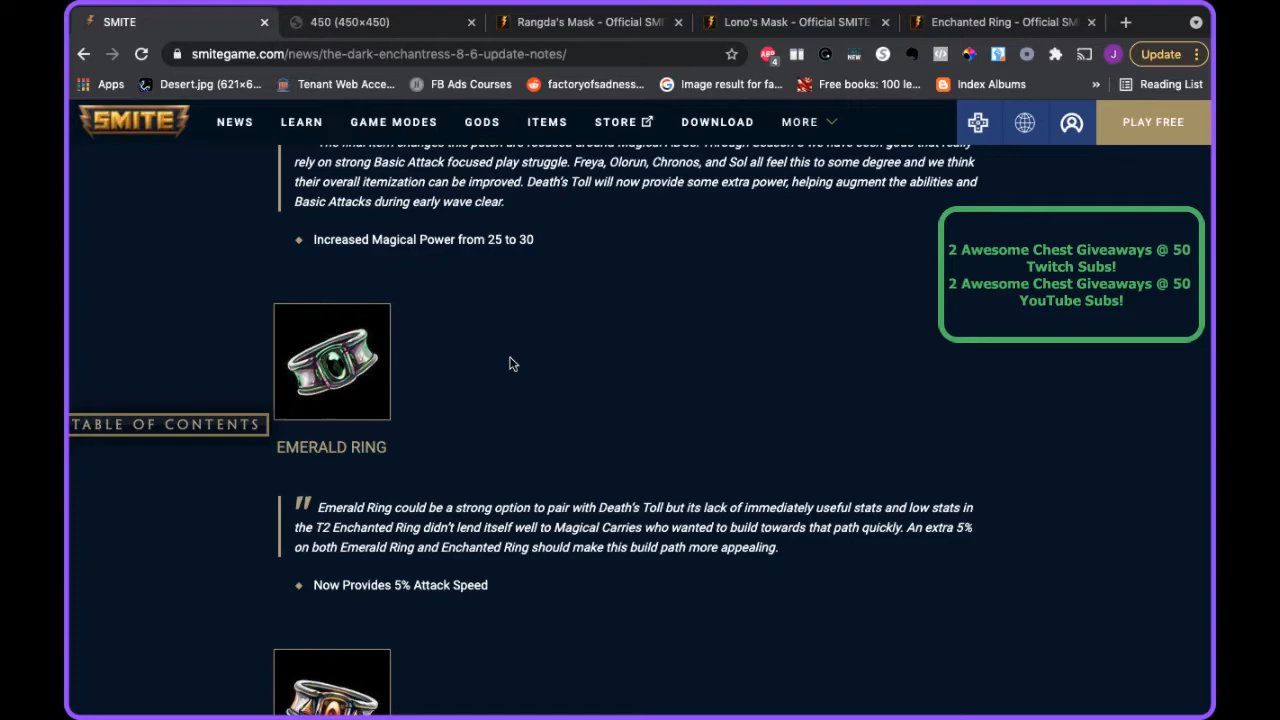 SMITE
450 (450×450)
Rangda's Mask - Official SMI
Lono's Mask - Official SMITE
Enchanted Ring - Official SM
smitegame.com/news/the-dark-enchantress-8-6-update-notes/
4
NEW
J
Update
Apps
Desert.jpg (621×6...
Tenant Web Acce...
FB Ads Courses
factoryofsadness...
Image result for fa...
Free books: 100 le...
Index Albums
»
Reading List
SMITE
NEWS
LEARN
GAME MODES
GODS
ITEMS
STORE
DOWNLOAD
MORE
PLAY FREE
rely on strong Basic Attack focused play struggle. Freya, Olorun, Chronos, and Sol all feel this to some degree and we think
their overall itemization can be improved. Death's Toll will now provide some extra power, helping augment the abilities and
Basic Attacks during early wave clear.
Increased Magical Power from 25 to 30
2 Awesome Chest Giveaways @ 50
Twitch Subs!
2 Awesome Chest Giveaways @ 50
YouTube Subs!
TABLE OF CONTENTS
EMERALD RING
" Emerald Ring could be a strong option to pair with Death's Toll but its lack of immediately useful stats and low stats in
the T2 Enchanted Ring didn't lend itself well to Magical Carries who wanted to build towards that path quickly. An extra 5%
on both Emerald Ring and Enchanted Ring should make this build path more appealing.
Now Provides 5% Attack Speed